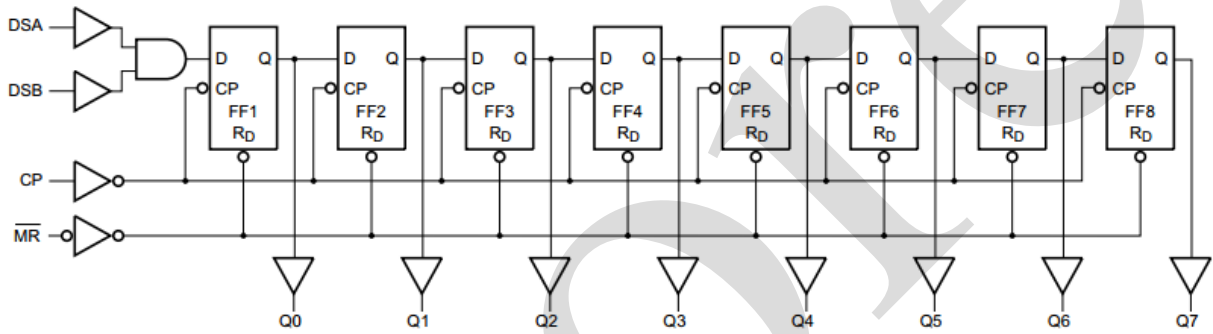 DSA
DSB
D Q D Q D Q D Q D Q D Q D Q D Q
CP CP CP CP CP CP CP CP
FF1 FF2 FF3 FF4 FF5 FF6 FF7 FF8
RD RD RD RD RD RD RD RD
CP
MR
Q0 Q1 Q2 Q3 Q4 Q5 Q6 Q7